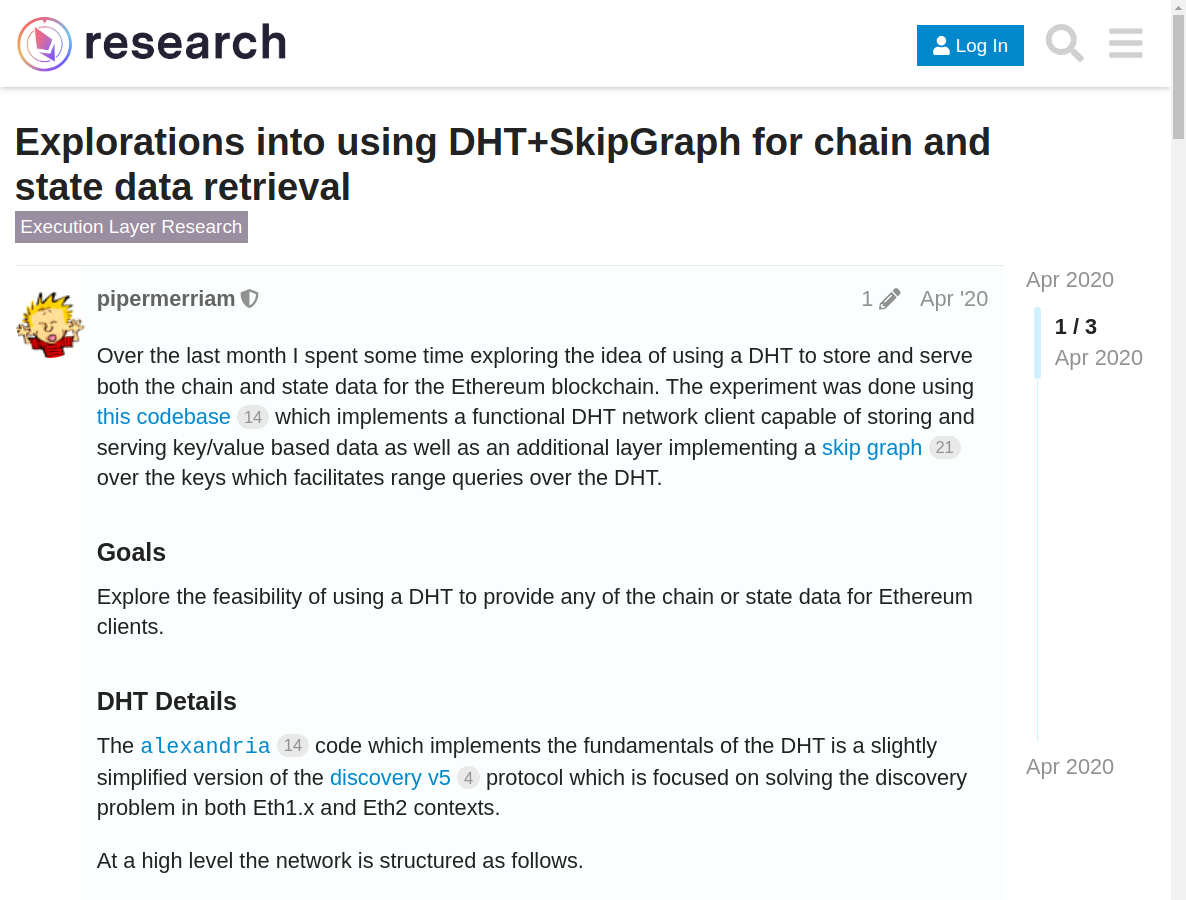 research
Log In
Explorations into using DHT+SkipGraph for chain and
state data retrieval
Execution Layer Research
pipermerriam
1
Apr '20
Apr 2020
1 / 3
Apr 2020
Over the last month I spent some time exploring the idea of using a DHT to store and serve
both the chain and state data for the Ethereum blockchain. The experiment was done using
this codebase 14 which implements a functional DHT network client capable of storing and
serving key/value based data as well as an additional layer implementing a skip graph 21
over the keys which facilitates range queries over the DHT.
Goals
Explore the feasibility of using a DHT to provide any of the chain or state data for Ethereum
clients.
DHT Details
The alexandria 14 code which implements the fundamentals of the DHT is a slightly
simplified version of the discovery v5 4 protocol which is focused on solving the discovery
problem in both Eth1.x and Eth2 contexts.
Apr 2020
At a high level the network is structured as follows.